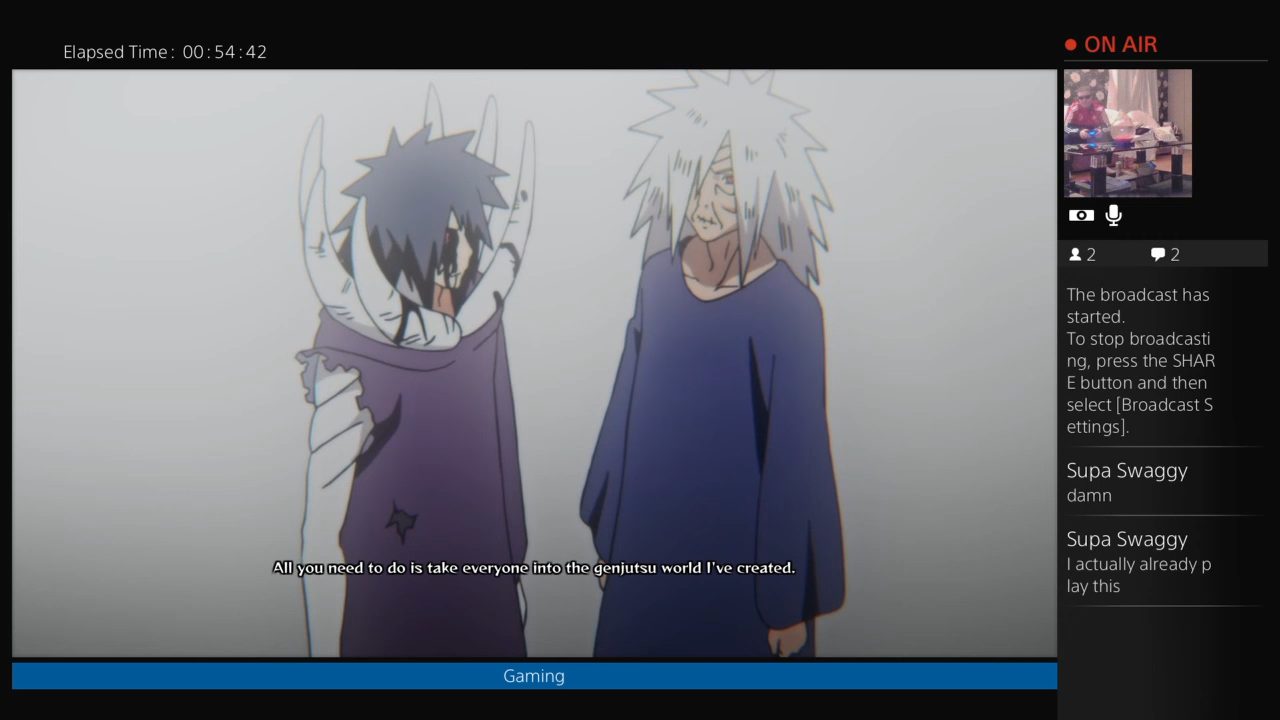 Elapsed Time: 00:54:42
ON AIR
2
2
The broadcast has
started.
To stop broadcasti
ng, press the SHAR
E button and then
select [Broadcast S
ettings].
Supa Swaggy
damn
Supa Swaggy
I actually already p
lay this
All you need to do is take everyone into the genjutsu world I've created.
Gaming